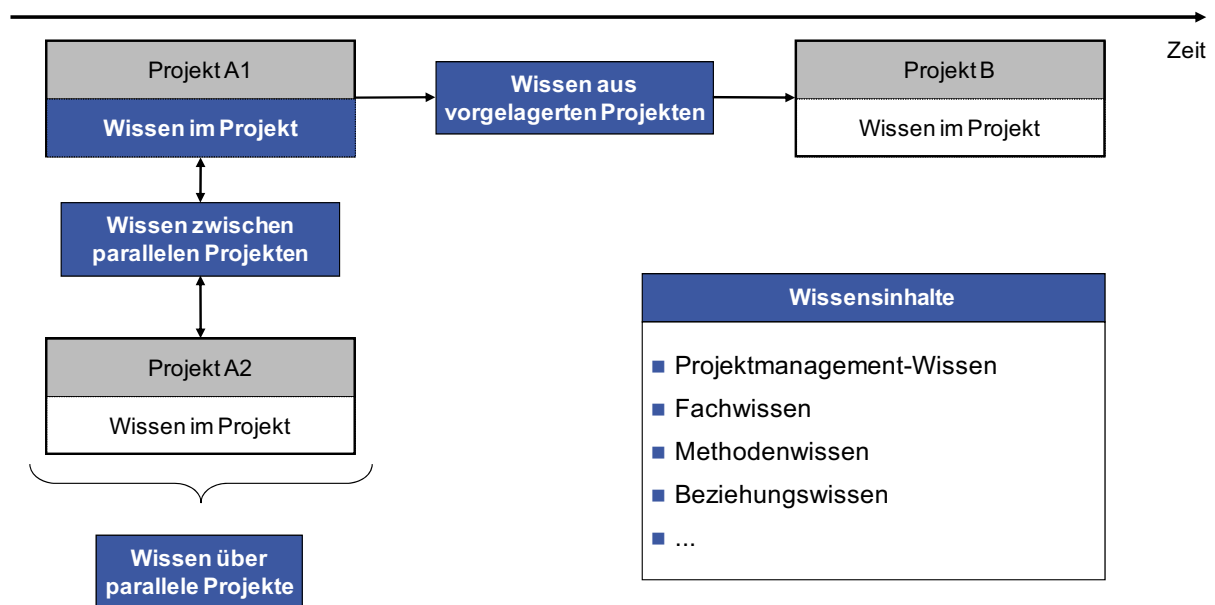 Zeit
Projekt A1
Wissen im Projekt
Wissen aus
vorgelagerten Projekten
Projekt B
Wissen im Projekt
Wissen zwischen
parallelen Projekten
Projekt A2
Wissen im Projekt
Wissen über
parallele Projekte
Wissensinhalte
Projektmanagement-Wissen
Fachwissen
Methodenwissen
Beziehungswissen
...